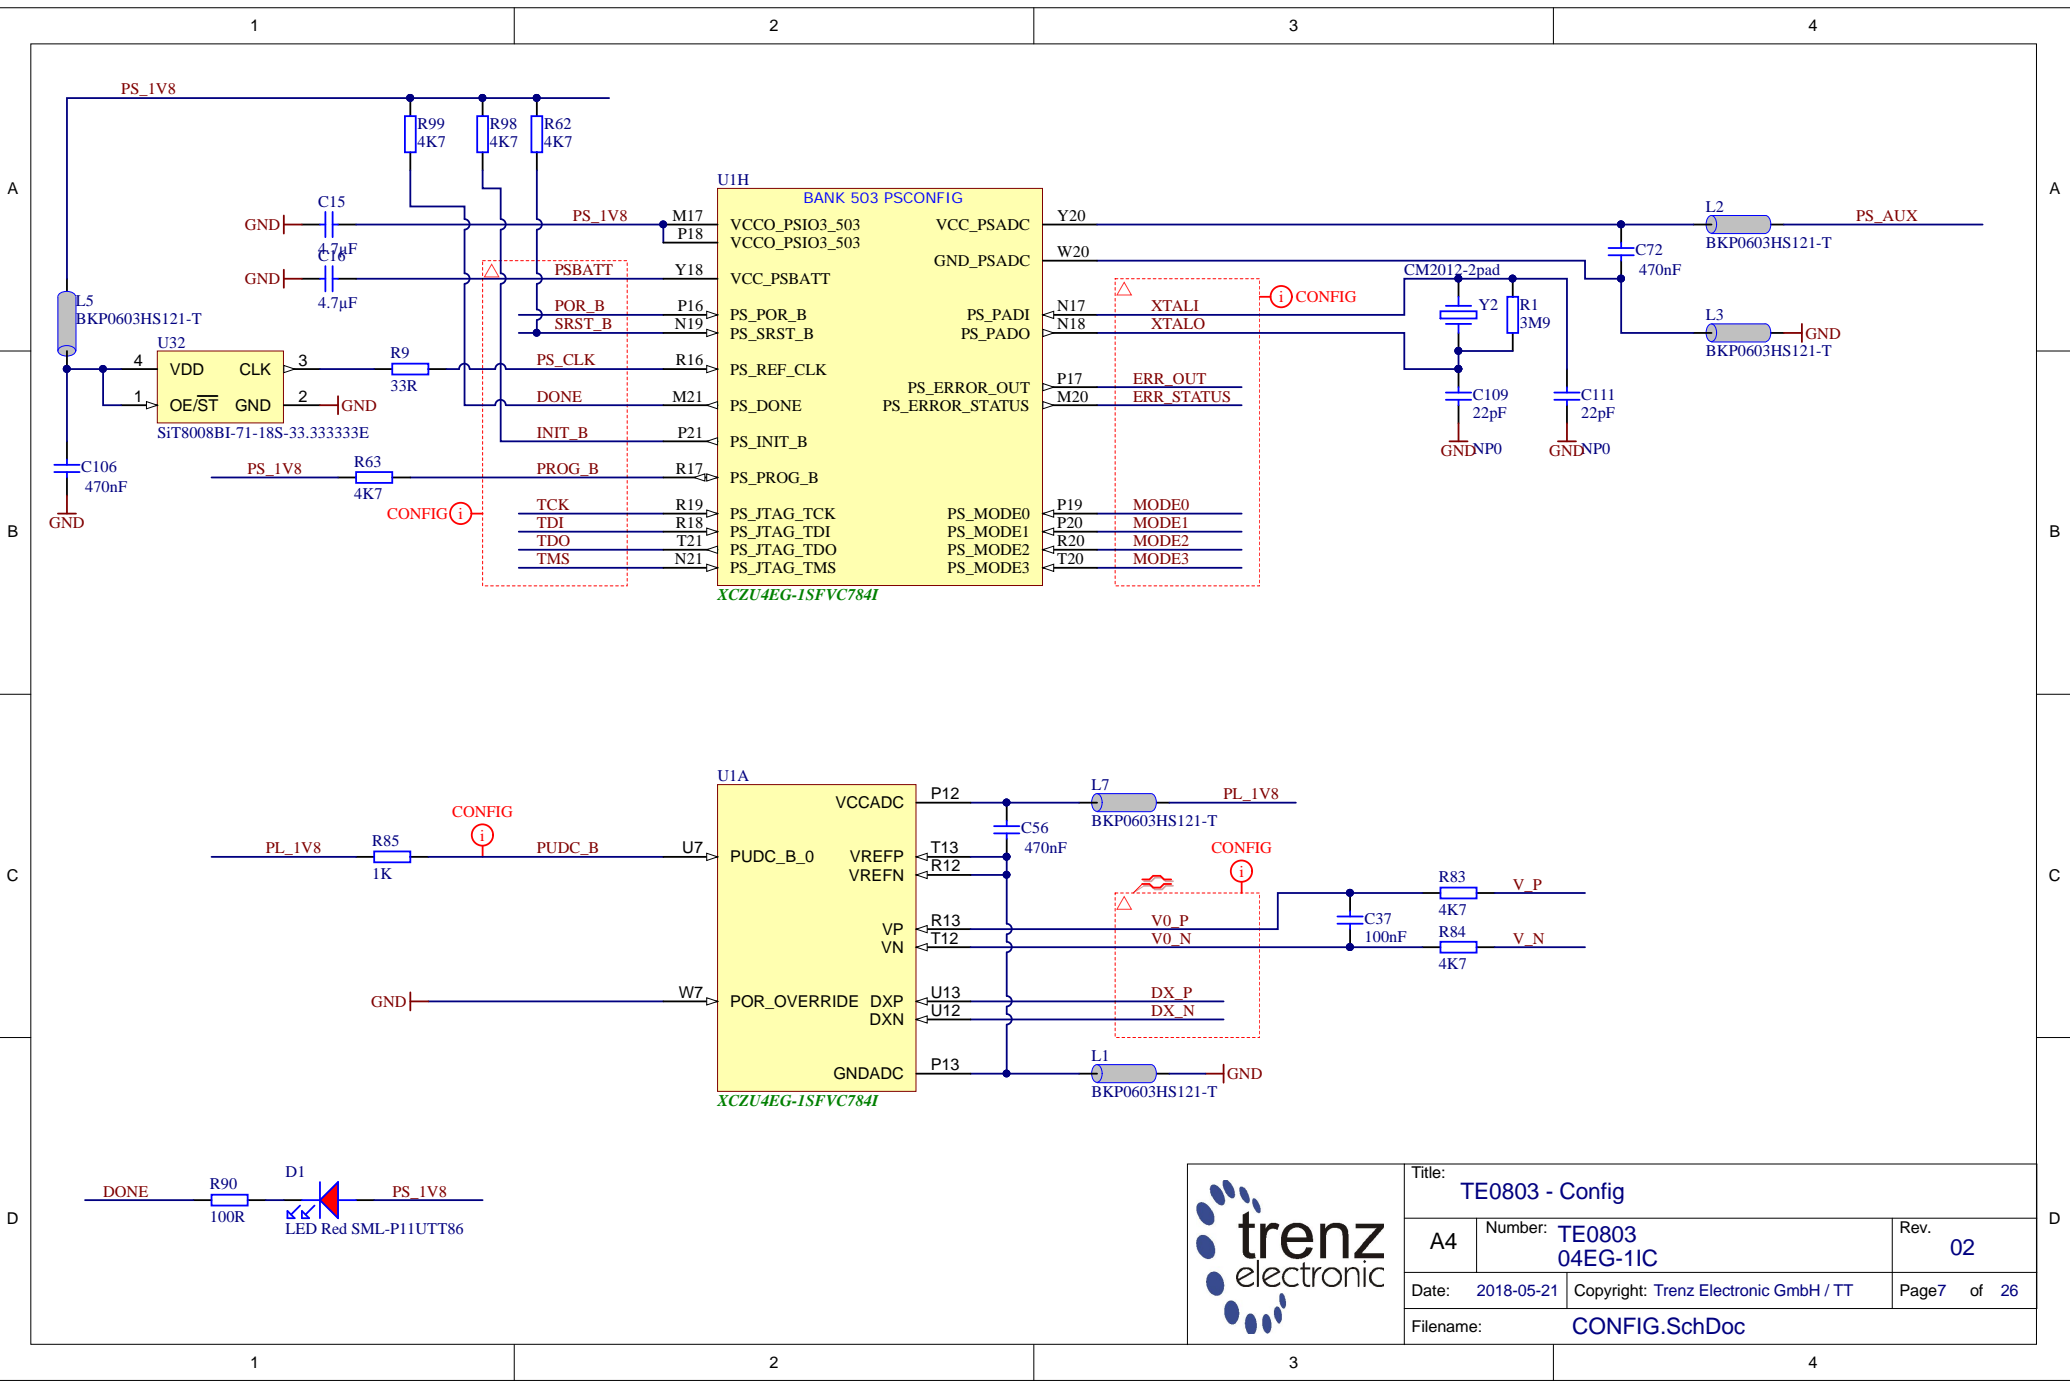 1 2 3 4
PS_1V8
R99 R98 R62
4K7 4K7 4K7
A A
U1H
BANK 503 PSCONFIG
C15
GND
4.7µF
PS_1V8 M17 VCCO_PSIO3_503
P18 VCCO_PSIO3_503
C16
GND
4.7µF
PSBATT Y18 VCC_PSBATT
POR_B P16 PS_POR_B
SRST_B N19 PS_SRST_B
PS_CLK R16 PS_REF_CLK
DONE M21 PS_DONE
INIT_B P21 PS_INIT_B
PROG_B R17 PS_PROG_B
TCK R19 PS_JTAG_TCK
TDI R18 PS_JTAG_TDI
TDO T21 PS_JTAG_TDO
TMS N21 PS_JTAG_TMS
VCC_PSADC Y20
GND_PSADC W20
PS_PADI N17 XTALI
PS_PADO N18 XTALO
PS_ERROR_OUT P17 ERR_OUT
PS_ERROR_STATUS M20 ERR_STATUS
PS_MODE0 P19 MODE0
PS_MODE1 P20 MODE1
PS_MODE2 R20 MODE2
PS_MODE3 T20 MODE3
XCZU4EG-1SFVC784I
L5
BKP0603HS121-T
U32
4 VDD CLK 3
1 OE/ST GND 2 GND
SiT8008BI-71-18S-33.333333E
R9
33R
C106
470nF
GND
PS_1V8 R63
4K7
CONFIG i
i CONFIG
CM2012-2pad
Y2 R1
3M9
C109
22pF
GND NP0
C111
22pF
GND NP0
L2
BKP0603HS121-T
PS_AUX
C72
470nF
L3
BKP0603HS121-T
GND
B B
U1A
CONFIG
i
PL_1V8 R85 PUDC_B U7 PUDC_B_0
1K
GND W7 POR_OVERRIDE
VCCADC P12
VREFP T13
VREFN R12
VP R13 V0_P
VN T12 V0_N
DXP U13 DX_P
DXN U12 DX_N
GNDADC P13
XCZU4EG-1SFVC784I
L7
BKP0603HS121-T
PL_1V8
C56
470nF
CONFIG
i
C37
100nF
R83 V_P
4K7
R84 V_N
4K7
L1
BKP0603HS121-T
GND
C C
DONE R90 D1 PS_1V8
100R
LED Red SML-P11UTT86
D D
trenz
electronic
Title:
TE0803 - Config
A4 Number: TE0803
04EG-1IC
Rev.
02
Date: 2018-05-21 Copyright: Trenz Electronic GmbH / TT Page7 of 26
Filename: CONFIG.SchDoc
1 2 3 4